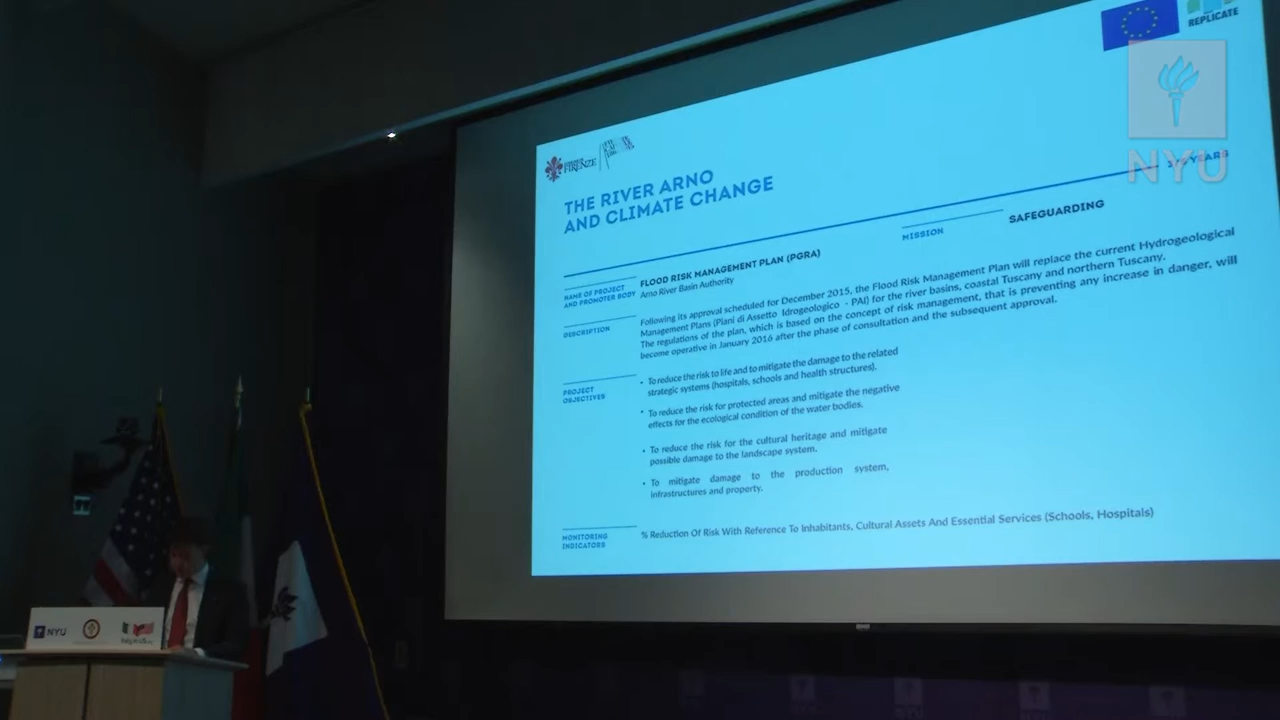 REPLICATE
NYU
FIRENZE
THE RIVER ARNO
AND CLIMATE CHANGE
YEARS
MISSION
SAFEGUARDING
NAME OF PROJECT
AND PROMOTER BODY
FLOOD RISK MANAGEMENT PLAN (PGRA)
Arno River Basin Authority
DESCRIPTION
Following its approval scheduled for December 2015, the Flood Risk Management Plan will replace the current Hydrogeological
Management Plans (Piani di Assetto Idrogeologico - PAI) for the river basins, coastal Tuscany and northern Tuscany.
The regulations of the plan, which is based on the concept of risk management, that is preventing any increase in danger, will
become operative in January 2016 after the phase of consultation and the subsequent approval.
PROJECT
OBJECTIVES
• To reduce the risk to life and to mitigate the damage to the related
strategic systems (hospitals, schools and health structures).
• To reduce the risk for protected areas and mitigate the negative
effects for the ecological condition of the water bodies.
• To reduce the risk for the cultural heritage and mitigate
possible damage to the landscape system.
• To mitigate damage to the production system,
infrastructures and property.
MONITORING
INDICATORS
% Reduction Of Risk With Reference To Inhabitants, Cultural Assets And Essential Services (Schools, Hospitals)
NYU